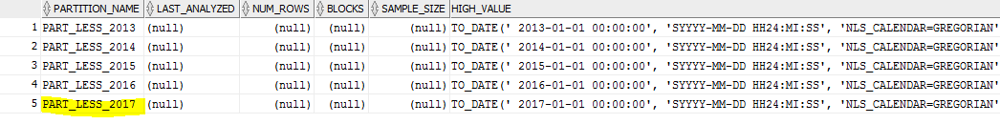 PARTITION_NAME LAST_ANALYZED NUM_ROWS BLOCKS SAMPLE_SIZE HIGH_VALUE
1 PART_LESS_2013 (null) (null) (null) (null) TO_DATE(' 2013-01-01 00:00:00', 'SYYYY-MM-DD HH24:MI:SS', 'NLS_CALENDAR=GREGORIAN'
2 PART_LESS_2014 (null) (null) (null) (null) TO_DATE(' 2014-01-01 00:00:00', 'SYYYY-MM-DD HH24:MI:SS', 'NLS_CALENDAR=GREGORIAN'
3 PART_LESS_2015 (null) (null) (null) (null) TO_DATE(' 2015-01-01 00:00:00', 'SYYYY-MM-DD HH24:MI:SS', 'NLS_CALENDAR=GREGORIAN'
4 PART_LESS_2016 (null) (null) (null) (null) TO_DATE(' 2016-01-01 00:00:00', 'SYYYY-MM-DD HH24:MI:SS', 'NLS_CALENDAR=GREGORIAN'
5 PART_LESS_2017 (null) (null) (null) (null) TO_DATE(' 2017-01-01 00:00:00', 'SYYYY-MM-DD HH24:MI:SS', 'NLS_CALENDAR=GREGORIAN'